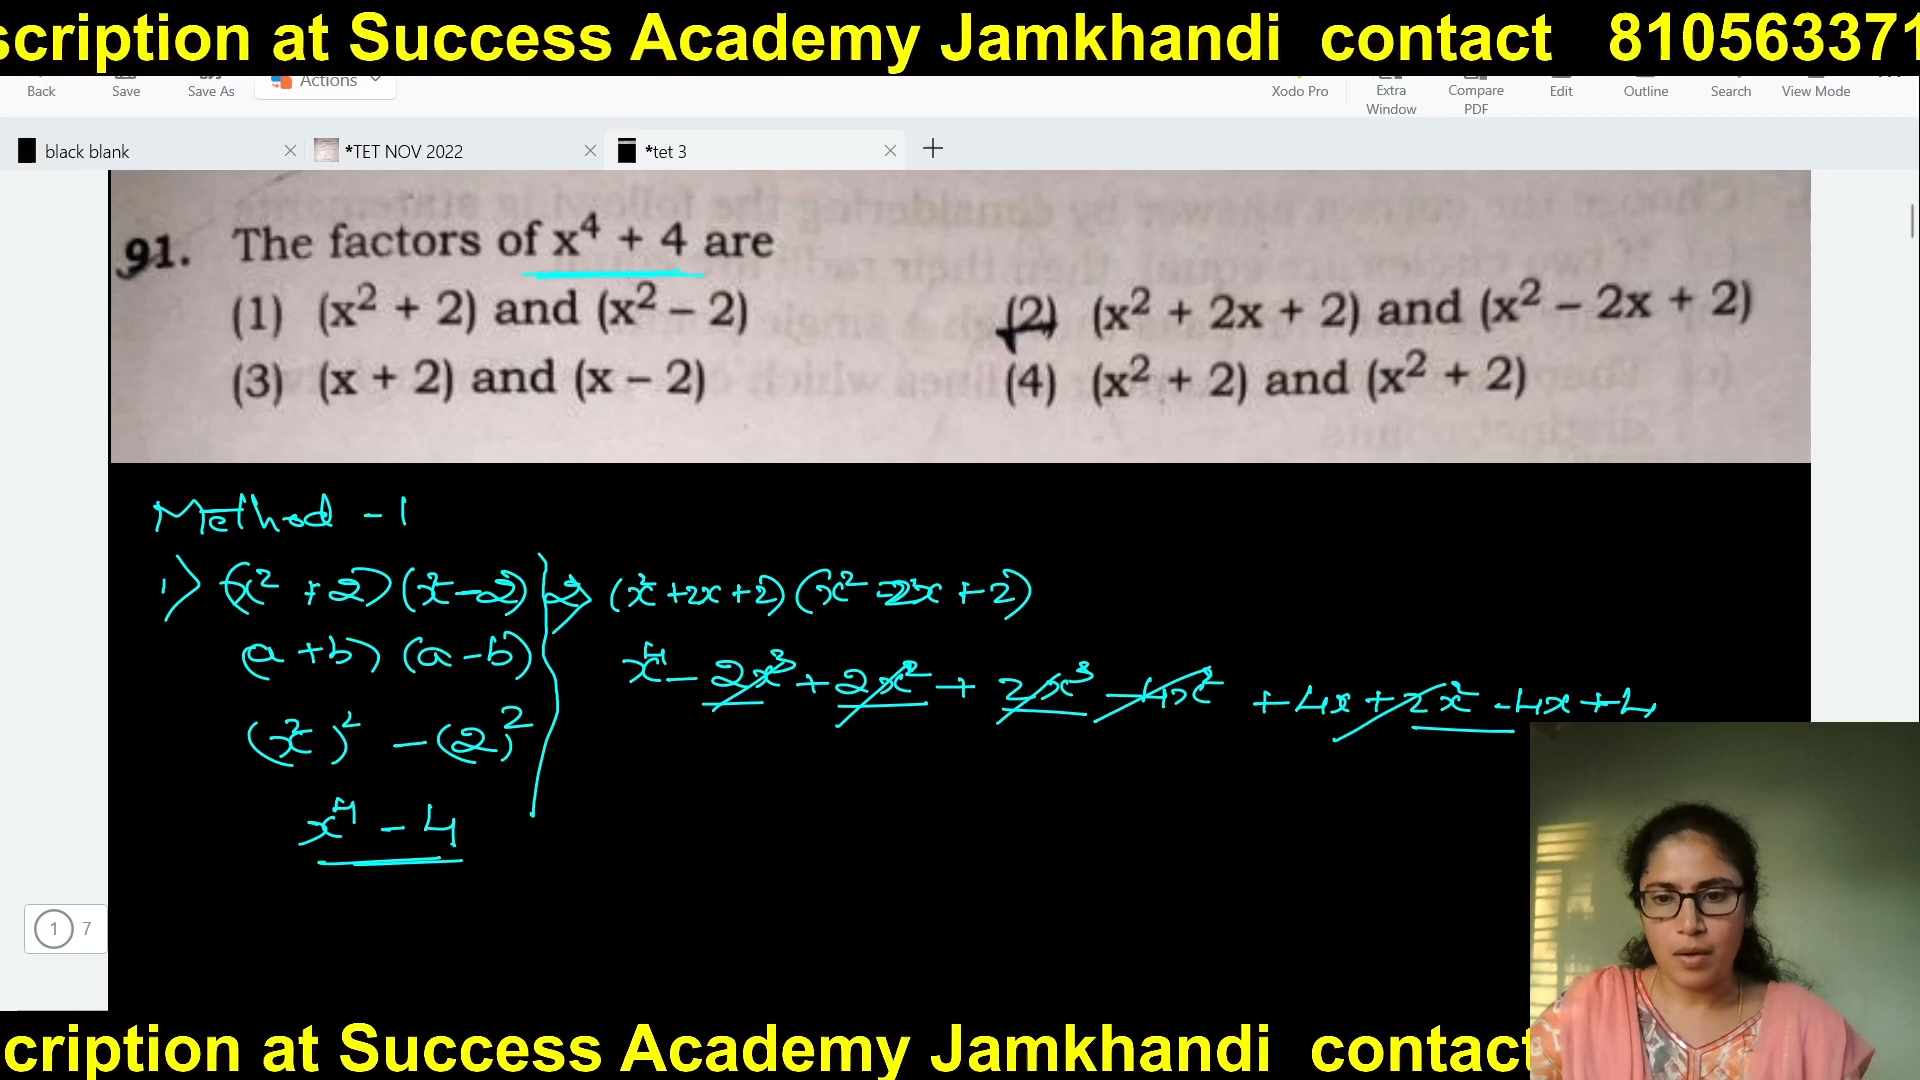 scription at Success Academy Jamkhandi contact 810563371
Back Save Save As Actions Xodo Pro Extra Window Compare PDF Edit Outline Search View Mode
black blank *TET NOV 2022 *tet 3
91. The factors of x⁴ + 4 are
(1) (x² + 2) and (x² – 2) (2) (x² + 2x + 2) and (x² – 2x + 2)
(3) (x + 2) and (x – 2) (4) (x² + 2) and (x² + 2)
Method - 1
1) (x² + 2) (x² - 2) 2) (x² + 2x + 2) (x² - 2x + 2)
(a + b) (a - b) x⁴ - 2x³ + 2x² + 2x³ - 4x² + 4x + 2x² - 4x + 4
(x²)² - (2)²
x⁴ - 4
1 7
cription at Success Academy Jamkhandi contact